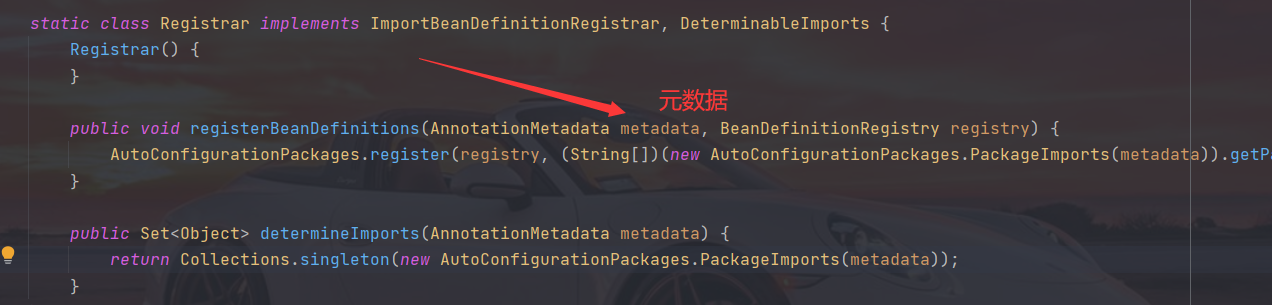 static class Registrar implements ImportBeanDefinitionRegistrar, DeterminableImports {
Registrar() {
}
元数据
public void registerBeanDefinitions(AnnotationMetadata metadata, BeanDefinitionRegistry registry) {
AutoConfigurationPackages.register(registry, (String[])(new AutoConfigurationPackages.PackageImports(metadata)).getPa
}
public Set<Object> determineImports(AnnotationMetadata metadata) {
return Collections.singleton(new AutoConfigurationPackages.PackageImports(metadata));
}